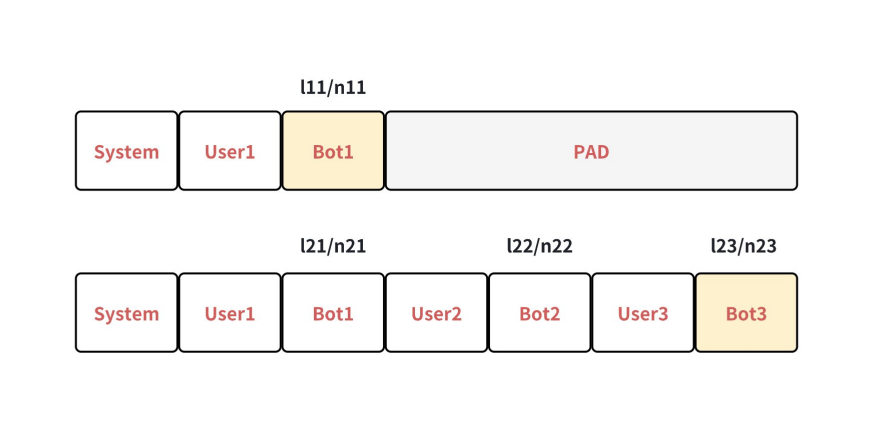 l11/n11
System User1 Bot1 PAD
l21/n21 l22/n22 l23/n23
System User1 Bot1 User2 Bot2 User3 Bot3